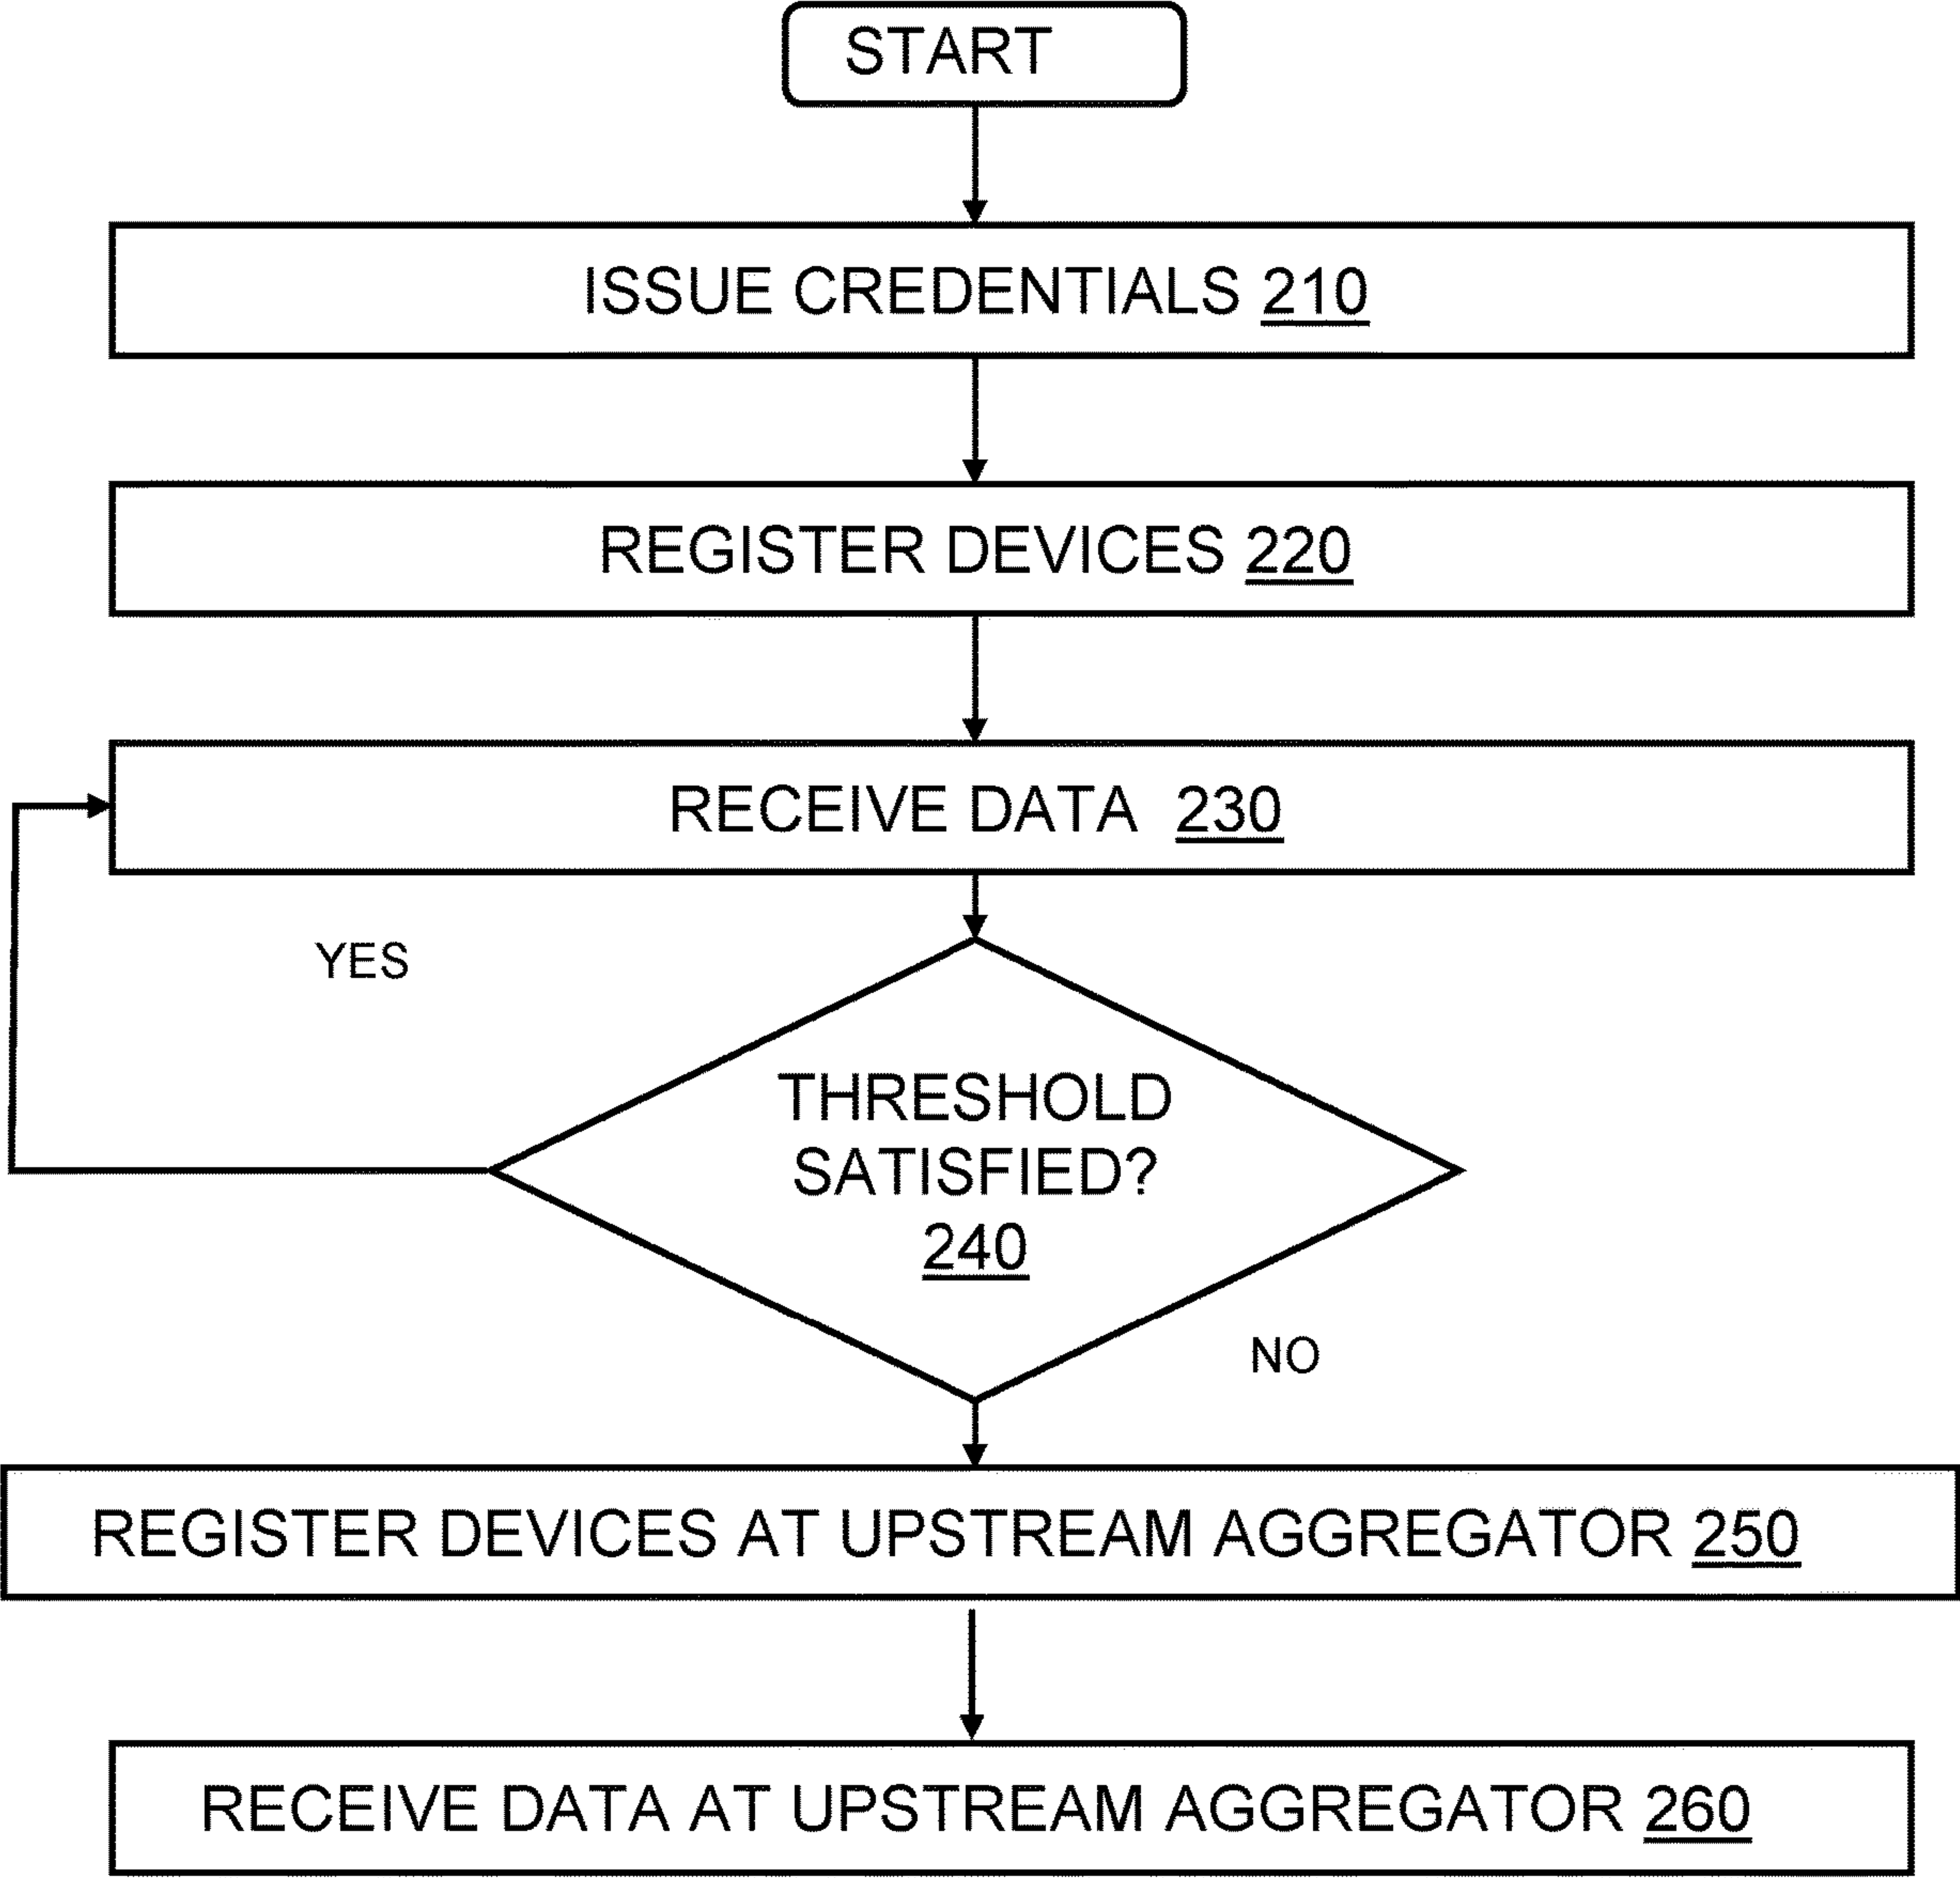 START
ISSUE CREDENTIALS 210
REGISTER DEVICES 220
RECEIVE DATA 230
YES
THRESHOLD
SATISFIED?
240
NO
REGISTER DEVICES AT UPSTREAM AGGREGATOR 250
RECEIVE DATA AT UPSTREAM AGGREGATOR 260